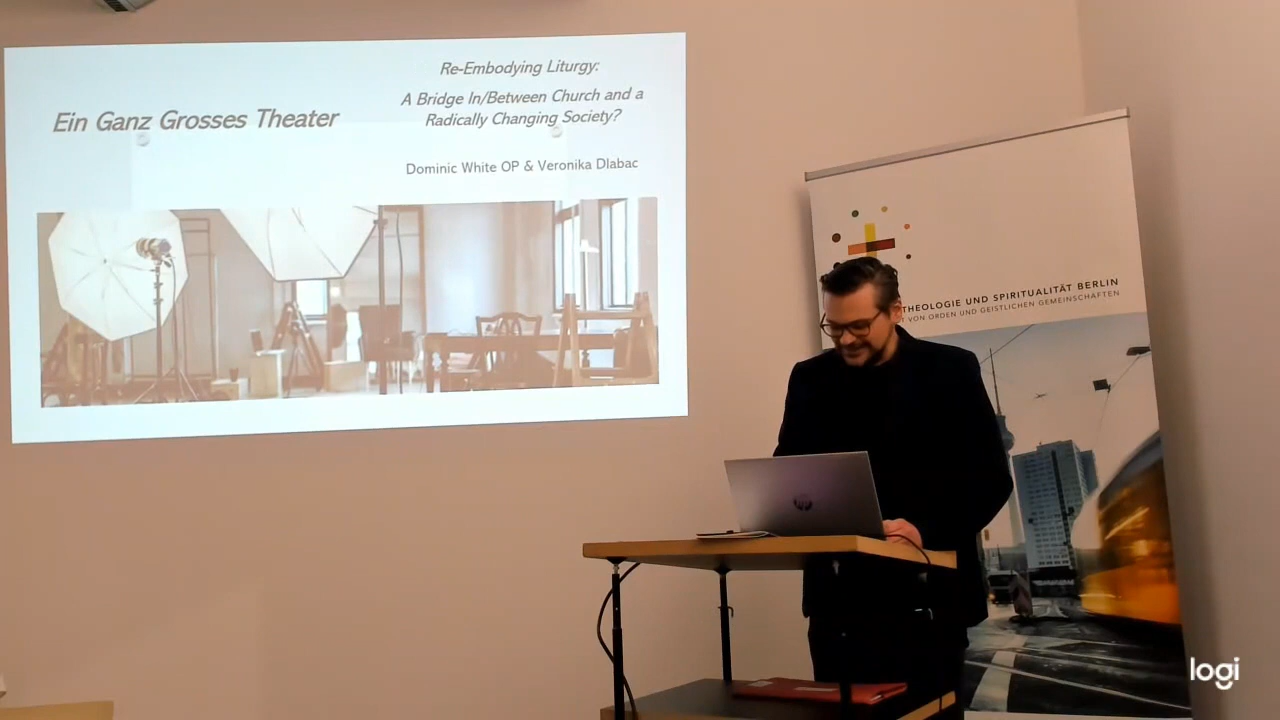 Ein Ganz Grosses Theater
Re-Embodying Liturgy:
A Bridge In/Between Church and a
Radically Changing Society?
Dominic White OP & Veronika Dlabac
THEOLOGIE UND SPIRITUALITÄT BERLIN
VON ORDEN UND GEISTLICHEN GEMEINSCHAFTEN
hp
logi